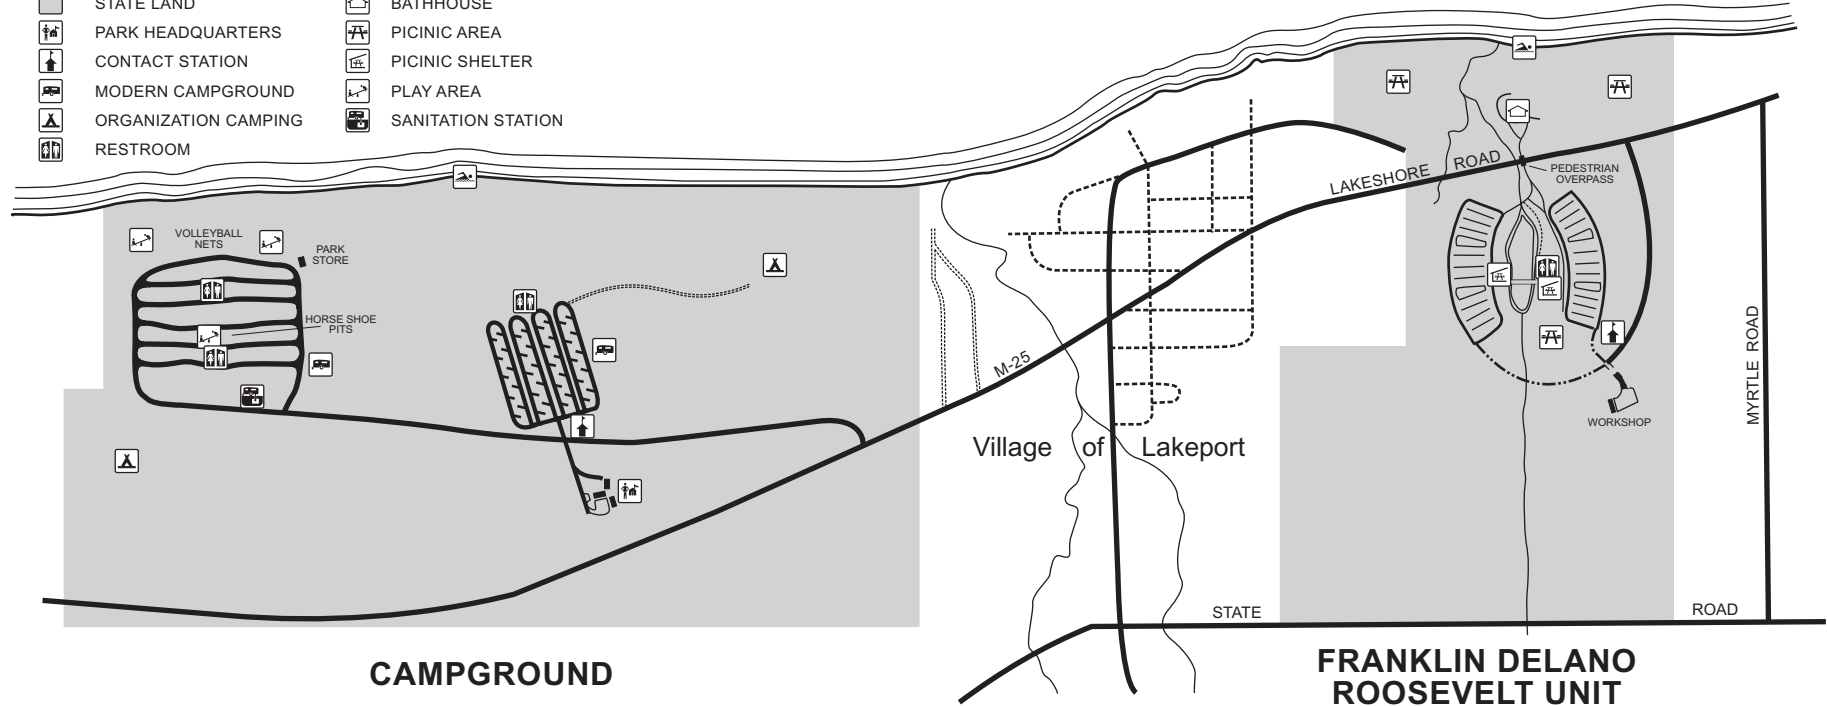 STATE LAND
PARK HEADQUARTERS
CONTACT STATION
MODERN CAMPGROUND
ORGANIZATION CAMPING
RESTROOM
BATHHOUSE
PICINIC AREA
PICINIC SHELTER
PLAY AREA
SANITATION STATION
VOLLEYBALL
NETS
PARK
STORE
HORSE SHOE
PITS
M-25
LAKESHORE ROAD
PEDESTRIAN
OVERPASS
WORKSHOP
MYRTLE ROAD
Village of Lakeport
STATE ROAD
CAMPGROUND
FRANKLIN DELANO
ROOSEVELT UNIT